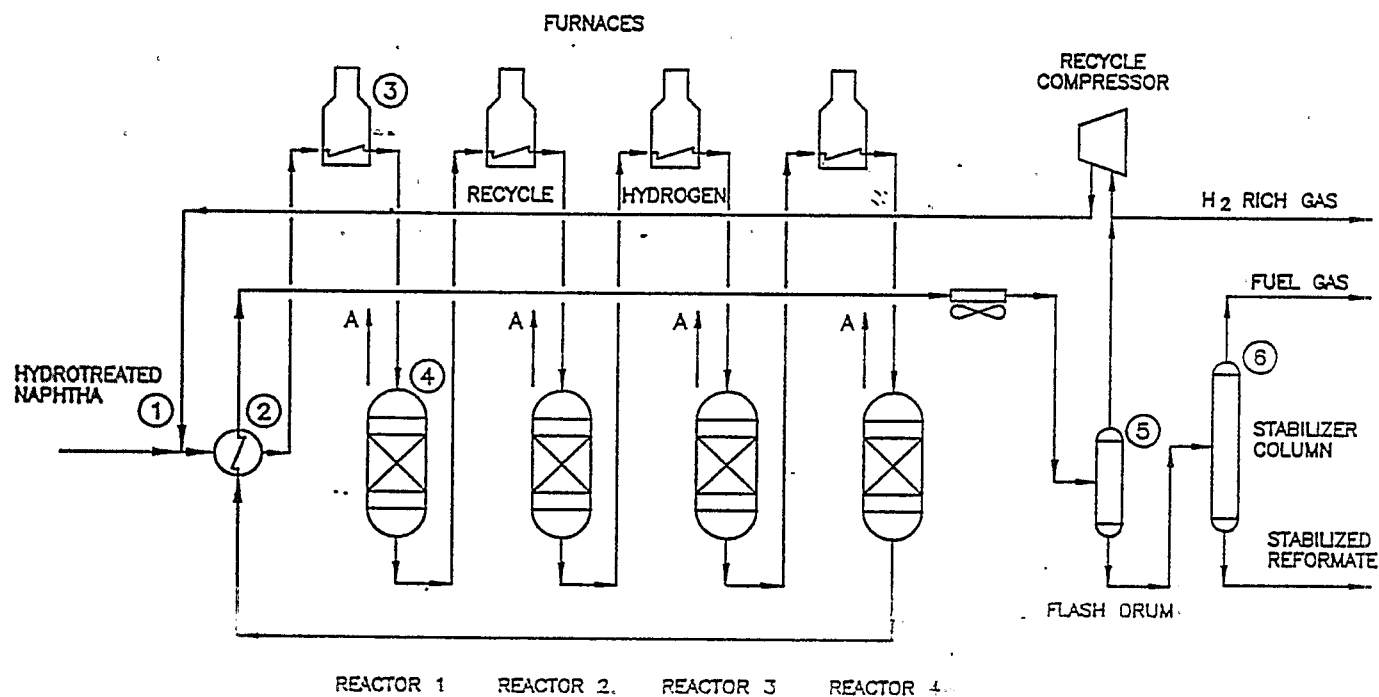 FURNACES
RECYCLE
COMPRESSOR
3
RECYCLE
HYDROGEN
H2 RICH GAS
FUEL GAS
A
A
A
A
HYDROTREATED
NAPHTHA
1
2
4
5
6
STABILIZER
COLUMN
STABILIZED
REFORMATE
FLASH DRUM
REACTOR 1
REACTOR 2
REACTOR 3
REACTOR 4